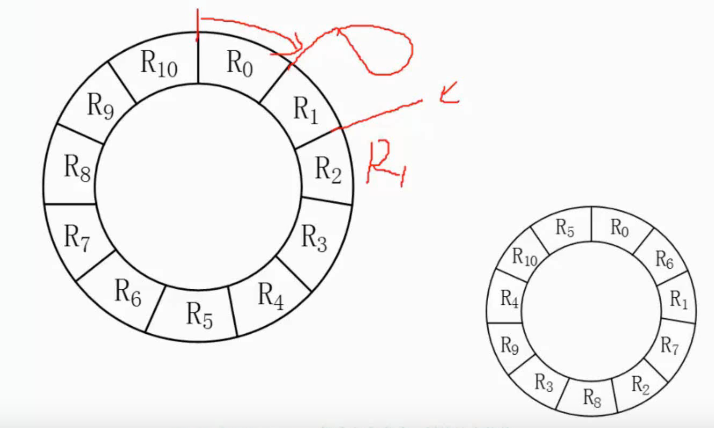 R₁₀ R₀
R₉ R₁
R₈ R₂ R₁
R₇ R₃
R₆ R₅ R₄
R₅ R₀
R₁₀ R₆
R₄ R₁
R₉ R₇
R₃ R₈ R₂